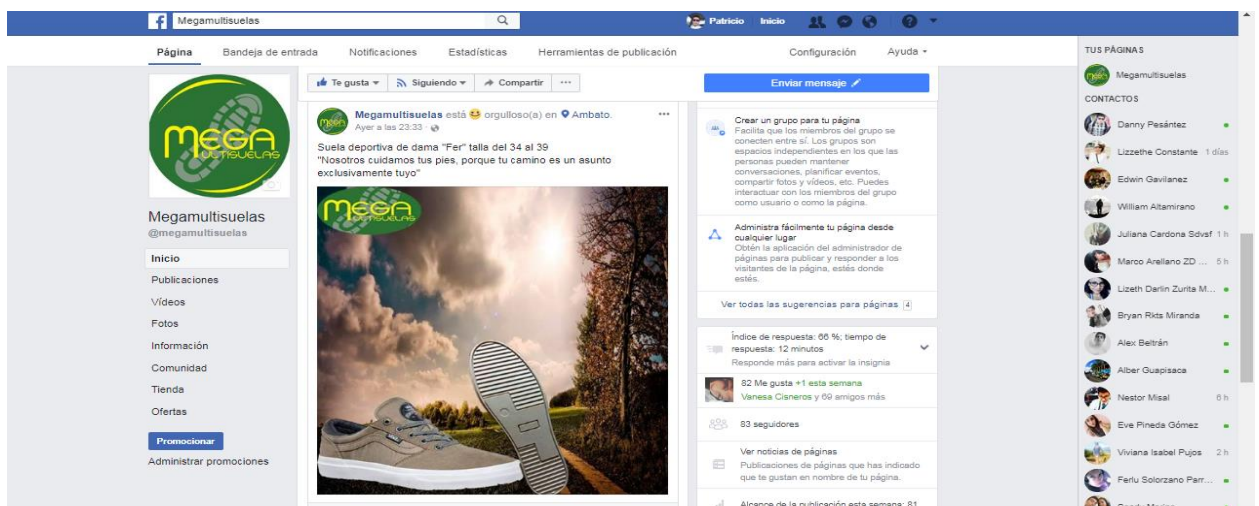 Megamultisuelas
Patricio Inicio
Página Bandeja de entrada Notificaciones Estadísticas Herramientas de publicación Configuración Ayuda
MEGA
MULTISUELAS
Megamultisuelas
@megamultisuelas
Inicio
Publicaciones
Vídeos
Fotos
Información
Comunidad
Tienda
Ofertas
Promocionar
Administrar promociones
Te gusta Siguiendo Compartir ...
Megamultisuelas está orgulloso(a) en Ambato.
Ayer a las 23:33 ·
Suela deportiva de dama "Fer" talla del 34 al 39
"Nosotros cuidamos tus pies, porque tu camino es un asunto
exclusivamente tuyo"
MEGA
MULTISUELAS
Enviar mensaje
Crear un grupo para tu página
Facilita que los miembros del grupo se
conecten entre sí. Los grupos son
espacios independientes en los que las
personas pueden mantener
conversaciones, planificar eventos,
compartir fotos y vídeos, etc. Puedes
interactuar con los miembros del grupo
como usuario o como la página.
Administra fácilmente tu página desde
cualquier lugar
Obtén la aplicación del administrador de
páginas para publicar y responder a los
visitantes de la página, estés donde
estés.
Ver todas las sugerencias para páginas 4
Índice de respuesta: 66 %; tiempo de
respuesta: 12 minutos
Responde más para activar la insignia
82 Me gusta +1 esta semana
Vanesa Cisneros y 69 amigos más
83 seguidores
Ver noticias de páginas
Publicaciones de páginas que has indicado
que te gustan en nombre de tu página.
Alcance de la publicación esta semana: 81
TUS PÁGINAS
Megamultisuelas
CONTACTOS
Danny Pesántez
Lizzethe Constante 1 días
Edwin Gavilanez
William Altamirano
Juliana Cardona Sdvsf 1 h
Marco Arellano ZD ... 5 h
Lizeth Darlin Zurita M...
Bryan Rkts Miranda
Alex Beltrán
Alber Guapisaca
Nestor Misal 6 h
Eve Pineda Gómez
Viviana Isabel Pujos 2 h
Ferlu Solorzano Parr...